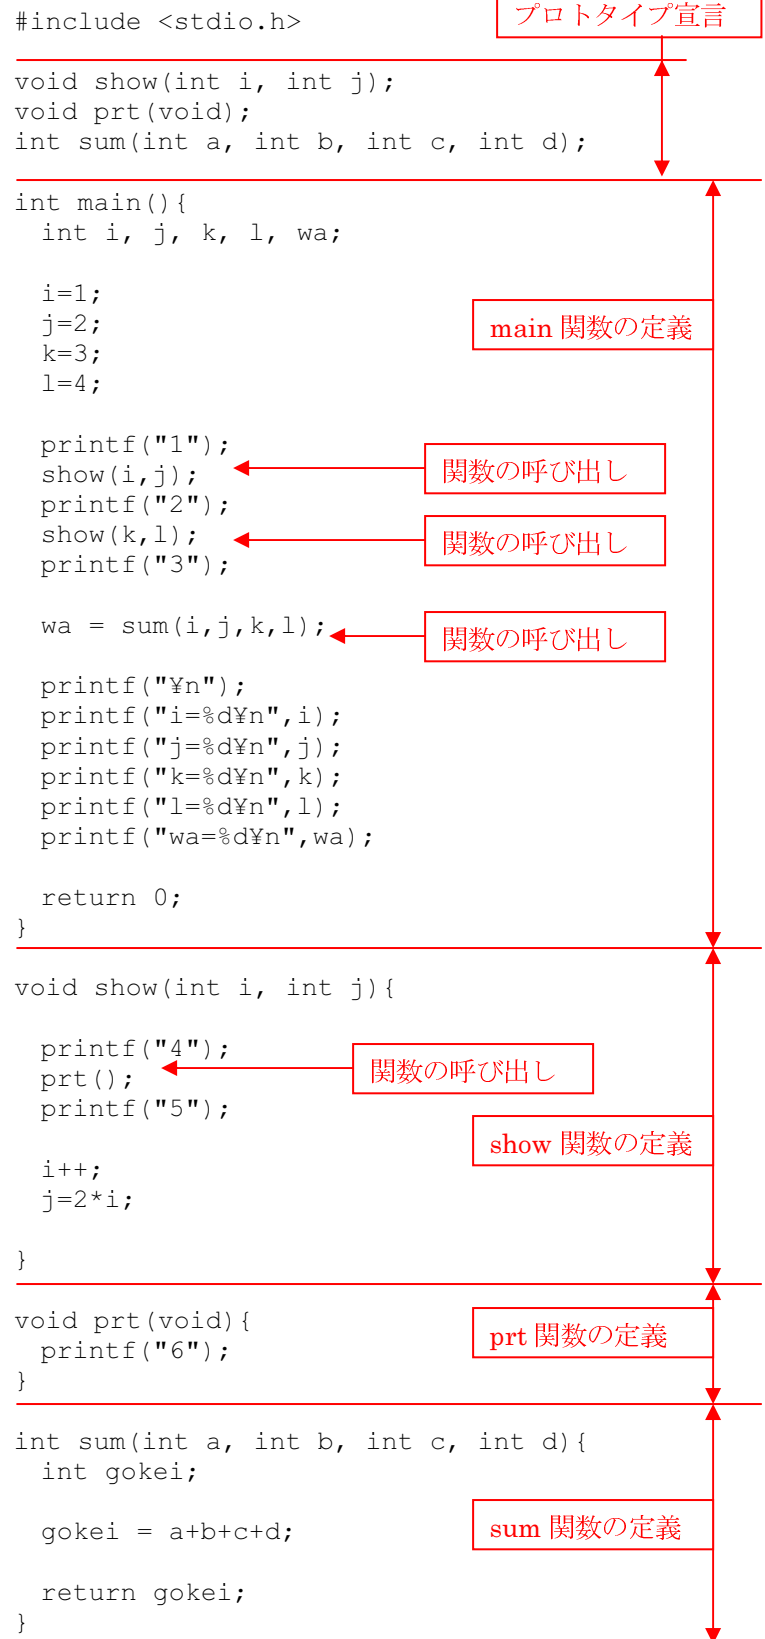 #include <stdio.h>
プロトタイプ宣言
void show(int i, int j);
void prt(void);
int sum(int a, int b, int c, int d);
int main(){
int i, j, k, l, wa;
i=1;
j=2;
main 関数の定義
k=3;
l=4;
printf("1");
show(i,j);
関数の呼び出し
printf("2");
show(k,l);
関数の呼び出し
printf("3");
wa = sum(i,j,k,l);
関数の呼び出し
printf("¥n");
printf("i=%d¥n",i);
printf("j=%d¥n",j);
printf("k=%d¥n",k);
printf("l=%d¥n",l);
printf("wa=%d¥n",wa);
return 0;
}
void show(int i, int j){
printf("4");
prt();
関数の呼び出し
printf("5");
show 関数の定義
i++;
j=2*i;
}
void prt(void){
prt 関数の定義
printf("6");
}
int sum(int a, int b, int c, int d){
int gokei;
gokei = a+b+c+d;
sum 関数の定義
return gokei;
}